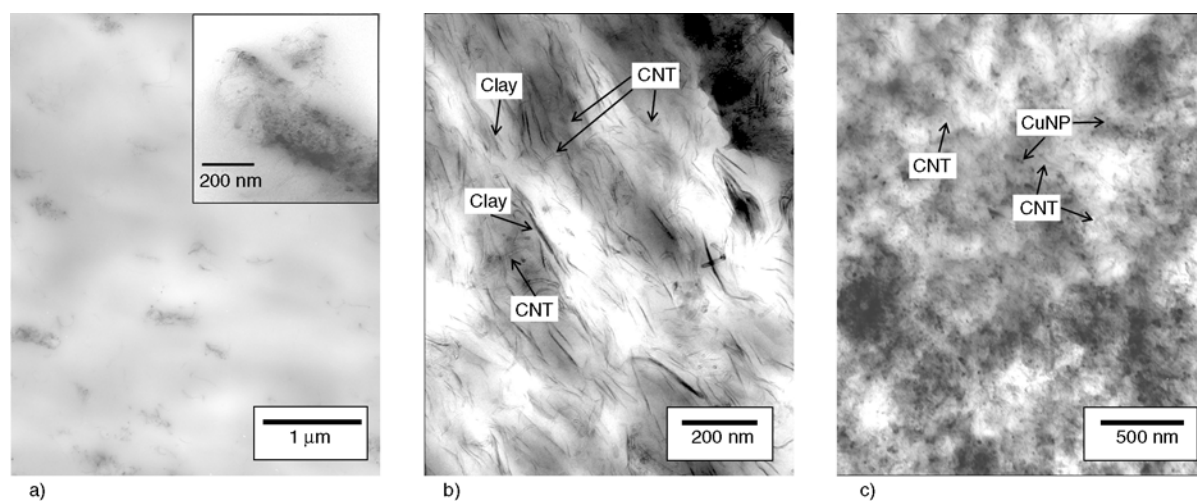 200 nm
1 μm
a)
Clay
CNT
Clay
CNT
200 nm
b)
CuNP
CNT
CNT
500 nm
c)